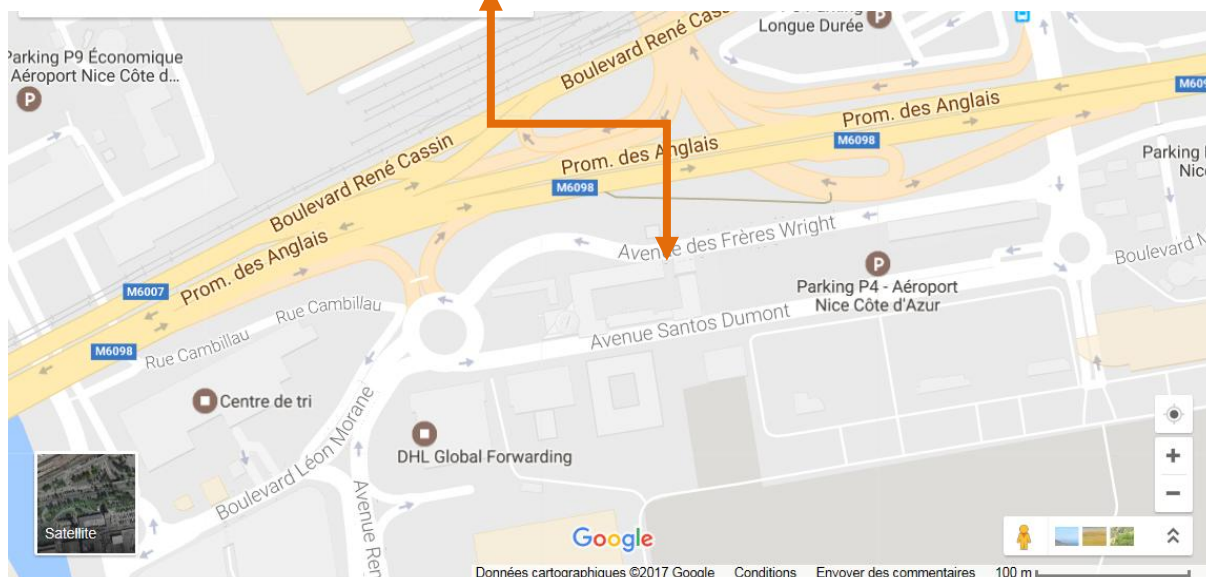 Longue Durée
P
Boulevard René Cassin
Parking P9 Économique
Aéroport Nice Côte d...
P
M609
Prom. des Anglais
M6098
Boulevard René Cassin
Prom. des Anglais
M6098
Parking
Nic
Avenue des Frères Wright
Boulevard N
P
Parking P4 - Aéroport
Nice Côte d'Azur
Prom. des Anglais
M6007
Rue Cambillau
Avenue Santos Dumont
M6098
Rue Cambillau
Centre de tri
DHL Global Forwarding
Boulevard Léon Morane
Avenue Ren
Satellite
Google
Données cartographiques ©2017 Google Conditions Envoyer des commentaires 100 m